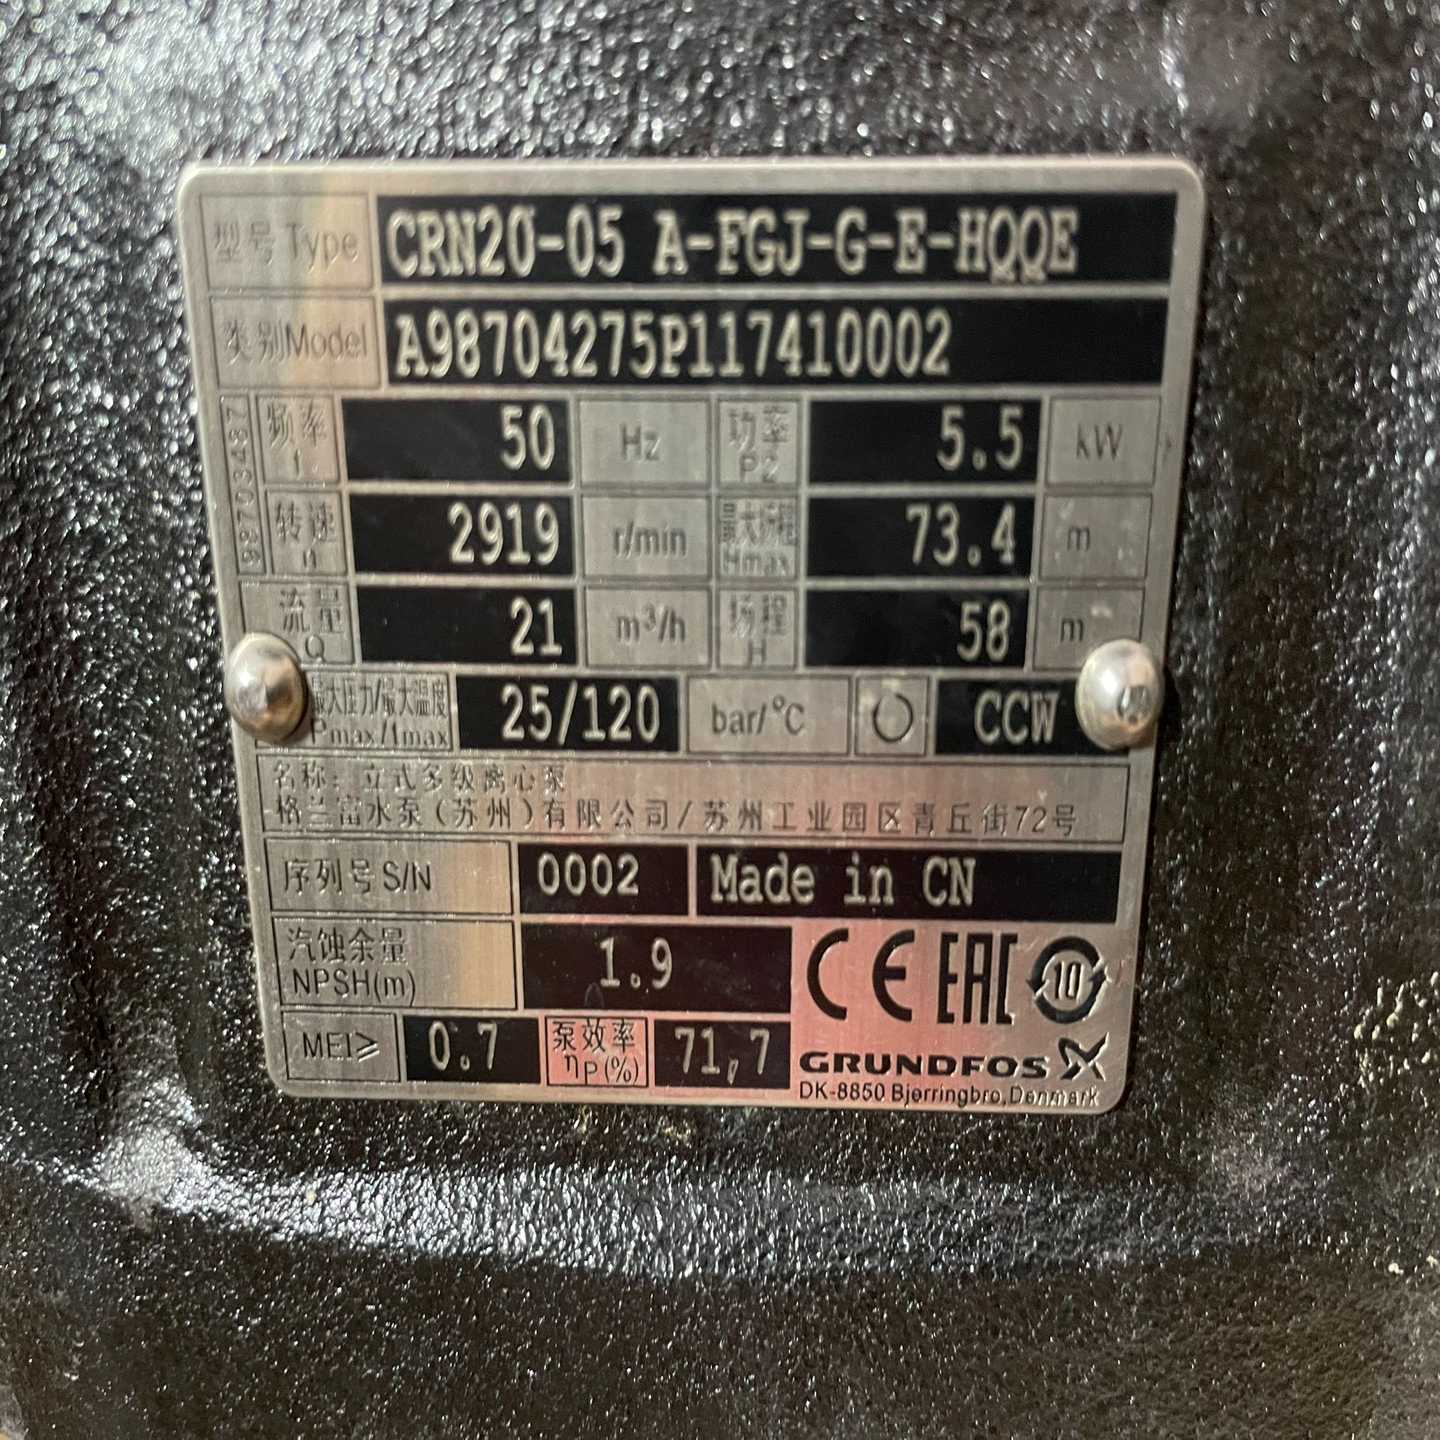 型号 Type CRN20-05 A-FGJ-G-E-HQQE
类别Model A98704275P117410002
98703487
频率 f 50 Hz 功率 P2 5.5 kW
转速 n 2919 r/min 最大扬程 Hmax 73.4 m
流量 Q 21 m³/h 扬程 H 58 m
最大压力/最大温度 Pmax/tmax 25/120 bar/°C CCW
名称: 立式多级离心泵
格兰富水泵(苏州)有限公司/苏州工业园区青丘街72号
序列号 S/N 0002 Made in CN
汽蚀余量 NPSH(m) 1.9 CE EAC 10
MEI≥ 0.7 泵效率 ηP(%) 71,7 GRUNDFOS
DK-8850 Bjerringbro, Denmark